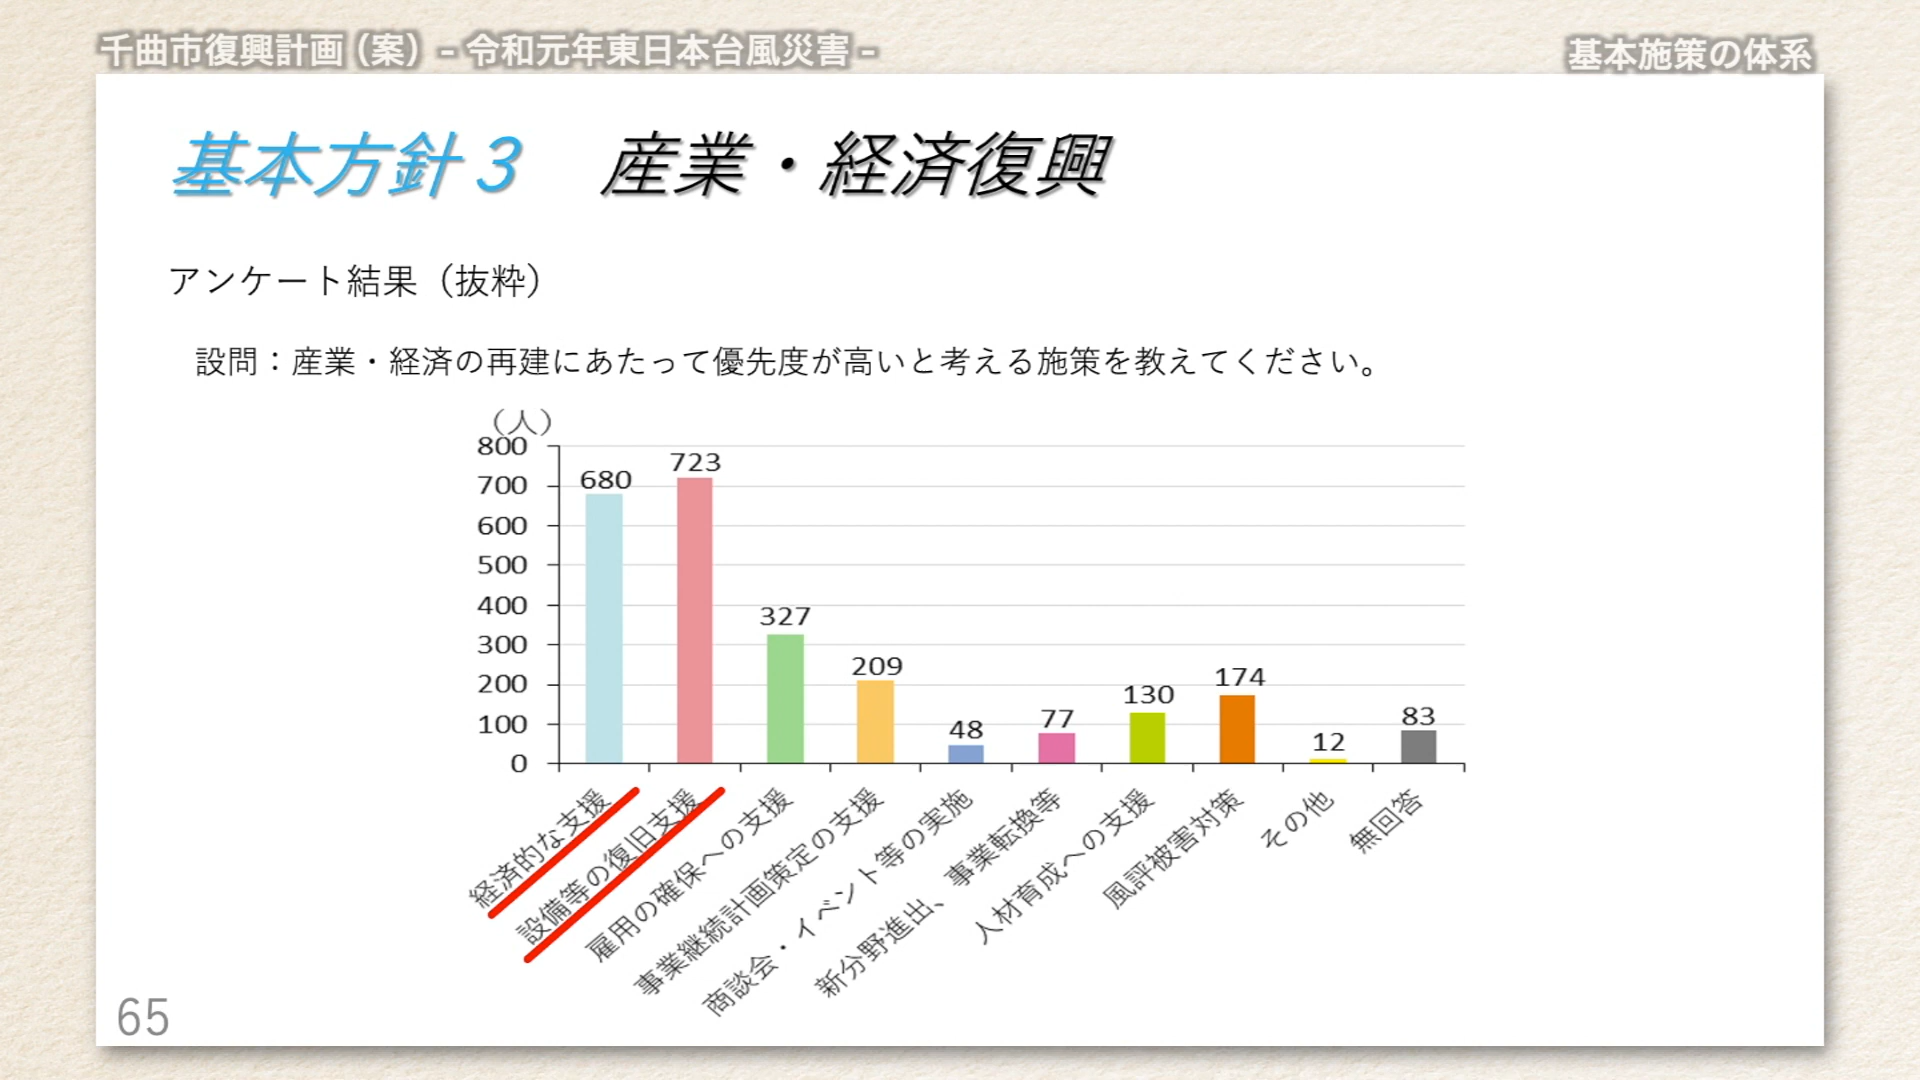 千曲市復興計画（案）- 令和元年東日本台風災害 -
基本施策の体系
基本方針３　産業・経済復興
アンケート結果（抜粋）
設問：産業・経済の再建にあたって優先度が高いと考える施策を教えてください。
（人）
800
700
600
500
400
300
200
100
0
680
723
327
209
48
77
130
174
12
83
経済的な支援
設備等の復旧支援
雇用の確保への支援
事業継続計画策定の支援
商談会・イベント等の実施
新分野進出、事業転換等
人材育成への支援
風評被害対策
その他
無回答
65